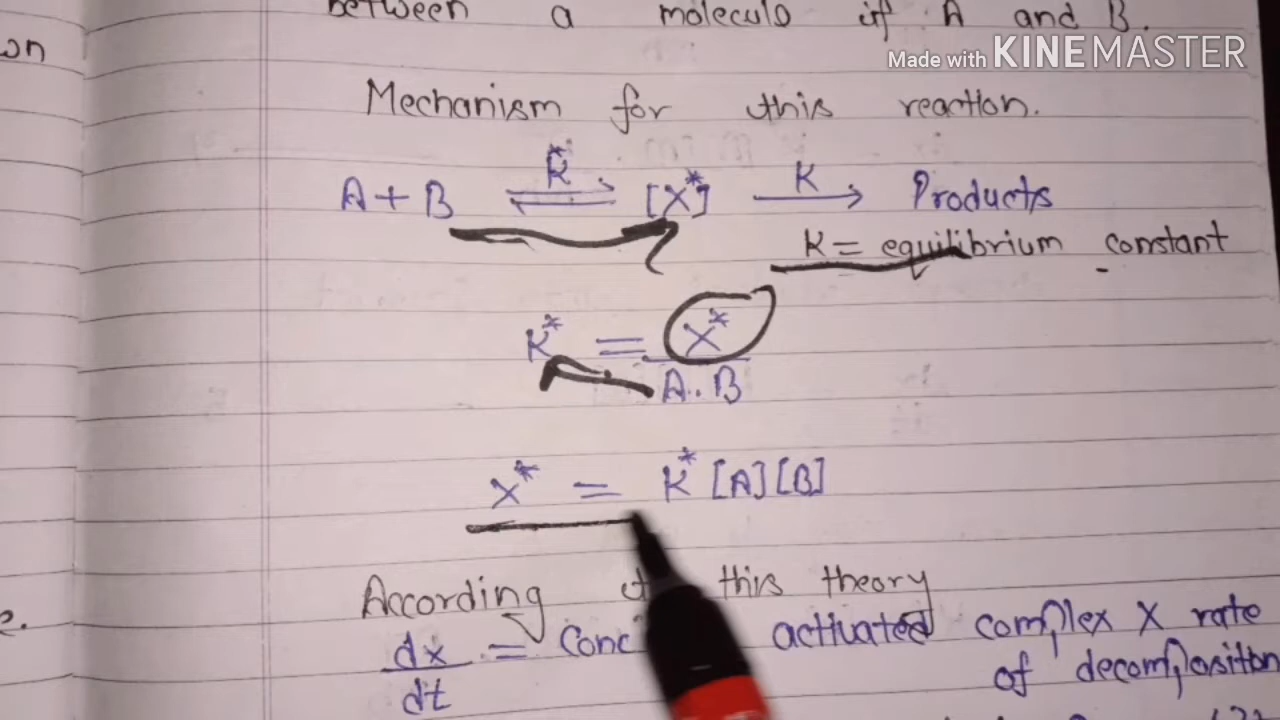 between a molecule of A and B.
on
Made with KINEMASTER
Mechanism for this reaction.
A + B ⇌ [X*] → Products
K* K
K = equilibrium constant
K* = X* / A.B
X* = K* [A][B]
According this theory
e.
dx/dt = Conc activated complex X rate
of decomposition